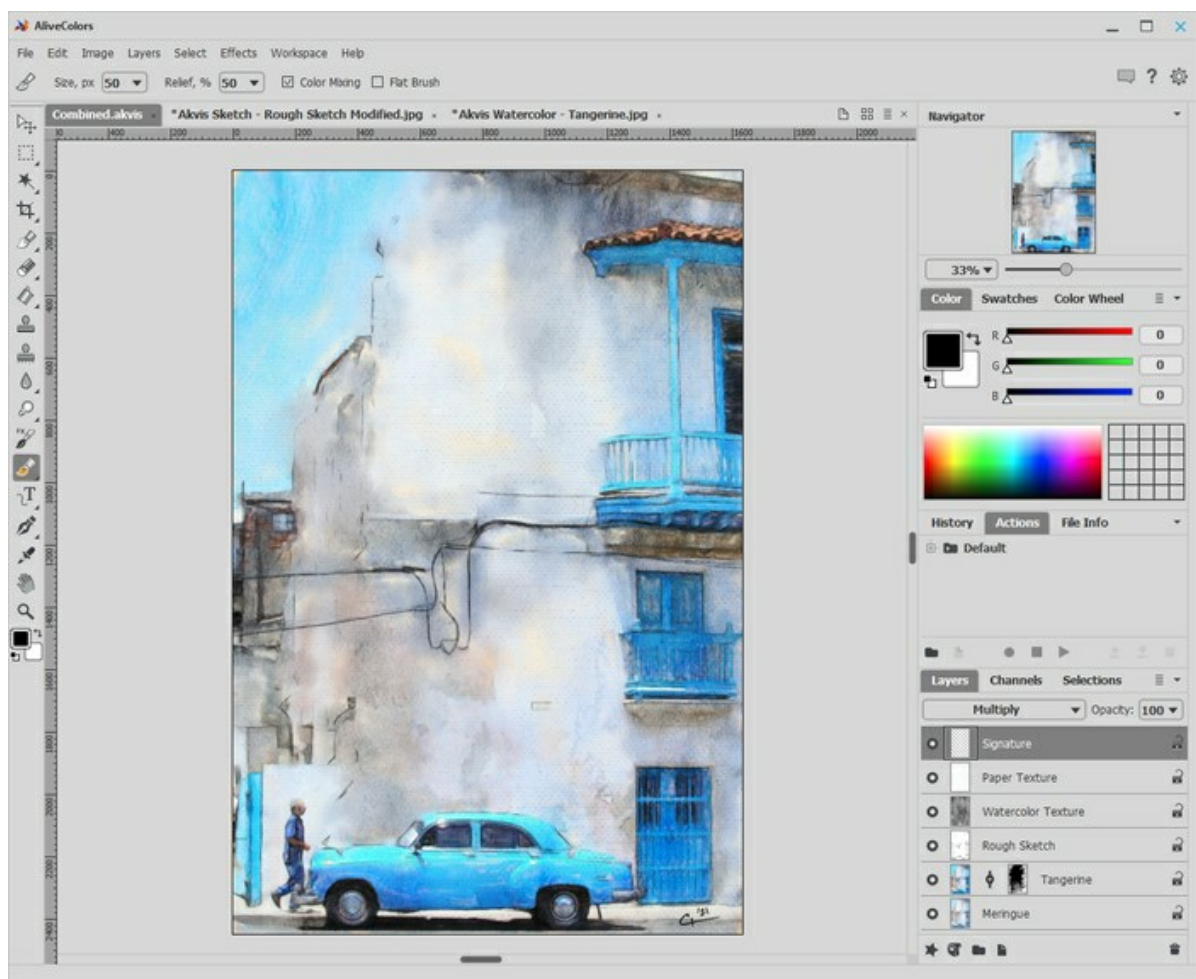 AliveColors
File Edit Image Layers Select Effects Workspace Help
Size, px 50 Relief, % 50 Color Mixing Flat Brush
Combined.akvis *Akvis Sketch - Rough Sketch Modified.jpg *Akvis Watercolor - Tangerine.jpg
Navigator
33%
Color Swatches Color Wheel
R 0
G 0
B 0
History Actions File Info
Default
Layers Channels Selections
Multiply Opacity: 100
Signature
Paper Texture
Watercolor Texture
Rough Sketch
Tangerine
Meringue